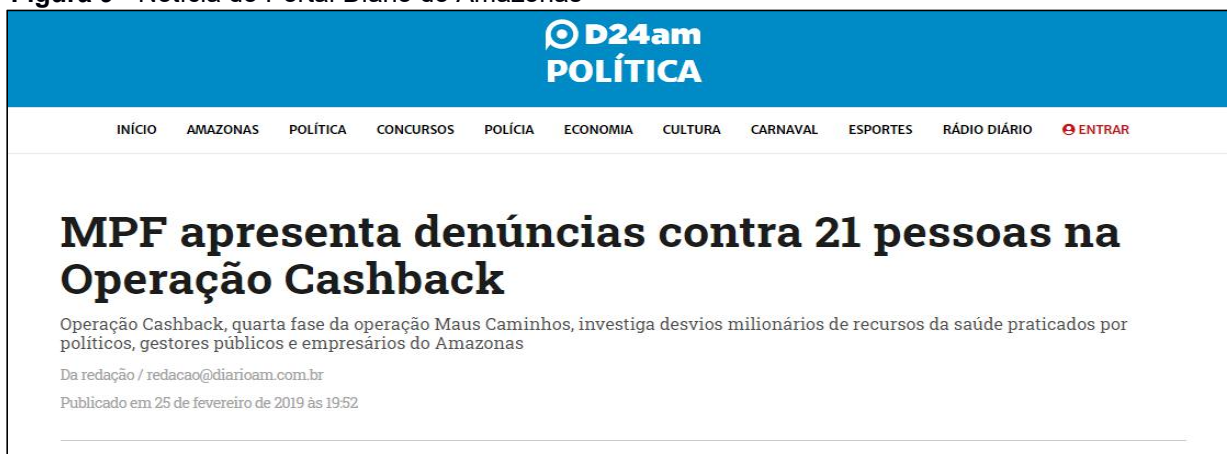 D24am
POLÍTICA
INÍCIO AMAZONAS POLÍTICA CONCURSOS POLÍCIA ECONOMIA CULTURA CARNAVAL ESPORTES RÁDIO DIÁRIO ENTRAR
MPF apresenta denúncias contra 21 pessoas na
Operação Cashback
Operação Cashback, quarta fase da operação Maus Caminhos, investiga desvios milionários de recursos da saúde praticados por
políticos, gestores públicos e empresários do Amazonas
Da redação / redacao@diarioam.com.br
Publicado em 25 de fevereiro de 2019 às 19:52